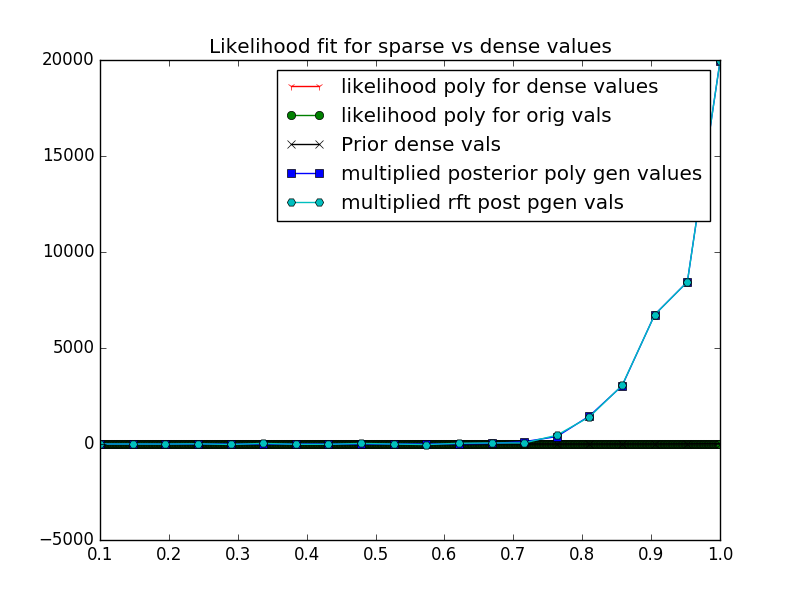 Likelihood fit for sparse vs dense values
20000
15000
10000
5000
0
−5000
likelihood poly for dense values
likelihood poly for orig vals
Prior dense vals
multiplied posterior poly gen values
multiplied rft post pgen vals
0.1 0.2 0.3 0.4 0.5 0.6 0.7 0.8 0.9 1.0